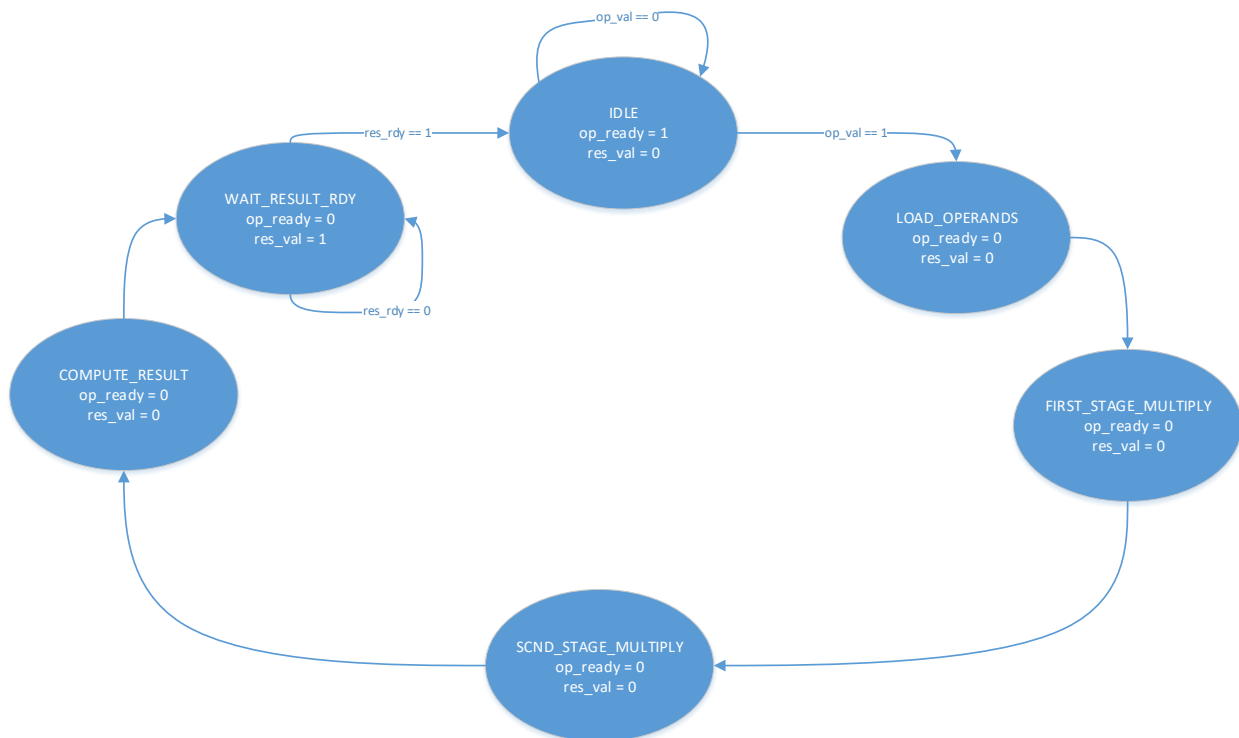 op_val == 0
IDLE
op_ready = 1
res_val = 0
res_rdy == 1
op_val == 1
WAIT_RESULT_RDY
op_ready = 0
res_val = 1
LOAD_OPERANDS
op_ready = 0
res_val = 0
res_rdy == 0
COMPUTE_RESULT
op_ready = 0
res_val = 0
FIRST_STAGE_MULTIPLY
op_ready = 0
res_val = 0
SCND_STAGE_MULTIPLY
op_ready = 0
res_val = 0